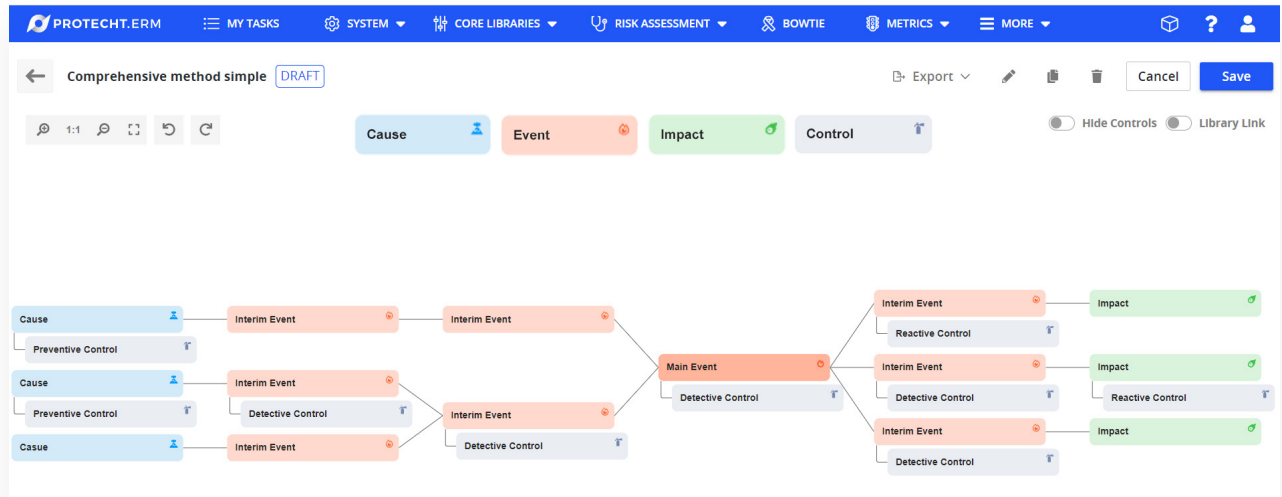 PROTECHT.ERM MY TASKS SYSTEM CORE LIBRARIES RISK ASSESSMENT BOWTIE METRICS MORE ?
Comprehensive method simple DRAFT Export Cancel Save
1:1 Cause Event Impact Control Hide Controls Library Link
Interim Event Impact
Cause Interim Event Interim Event
Reactive Control
Preventive Control
Main Event Interim Event Impact
Cause Interim Event
Detective Control Detective Control Reactive Control
Preventive Control Detective Control Interim Event
Interim Event Impact
Casue Interim Event Detective Control
Detective Control